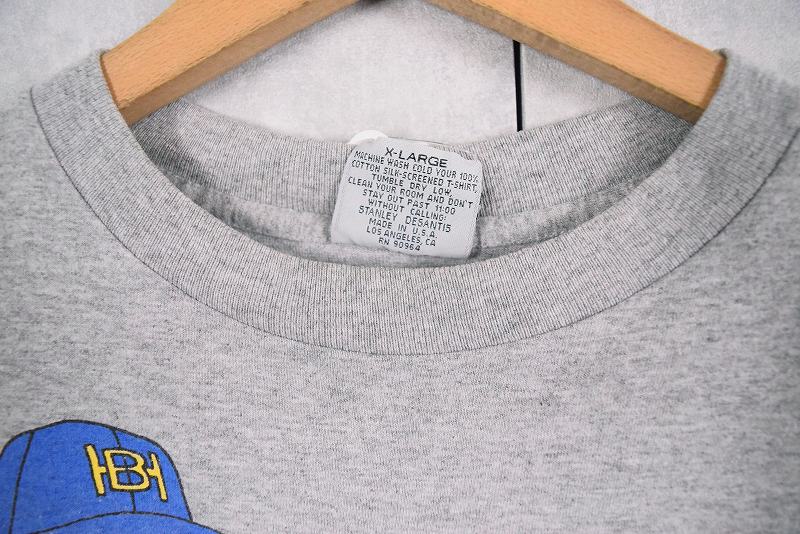 X-LARGE
MACHINE WASH COLD YOUR 100%
COTTON SILK-SCREENED T-SHIRT,
TUMBLE DRY LOW,
CLEAN YOUR ROOM AND DON'T
STAY OUT PAST 11:00
WITHOUT CALLING:
STANLEY DESANTIS
MADE IN U.S.A.
LOS ANGELES, CA
RN 90964
HBH